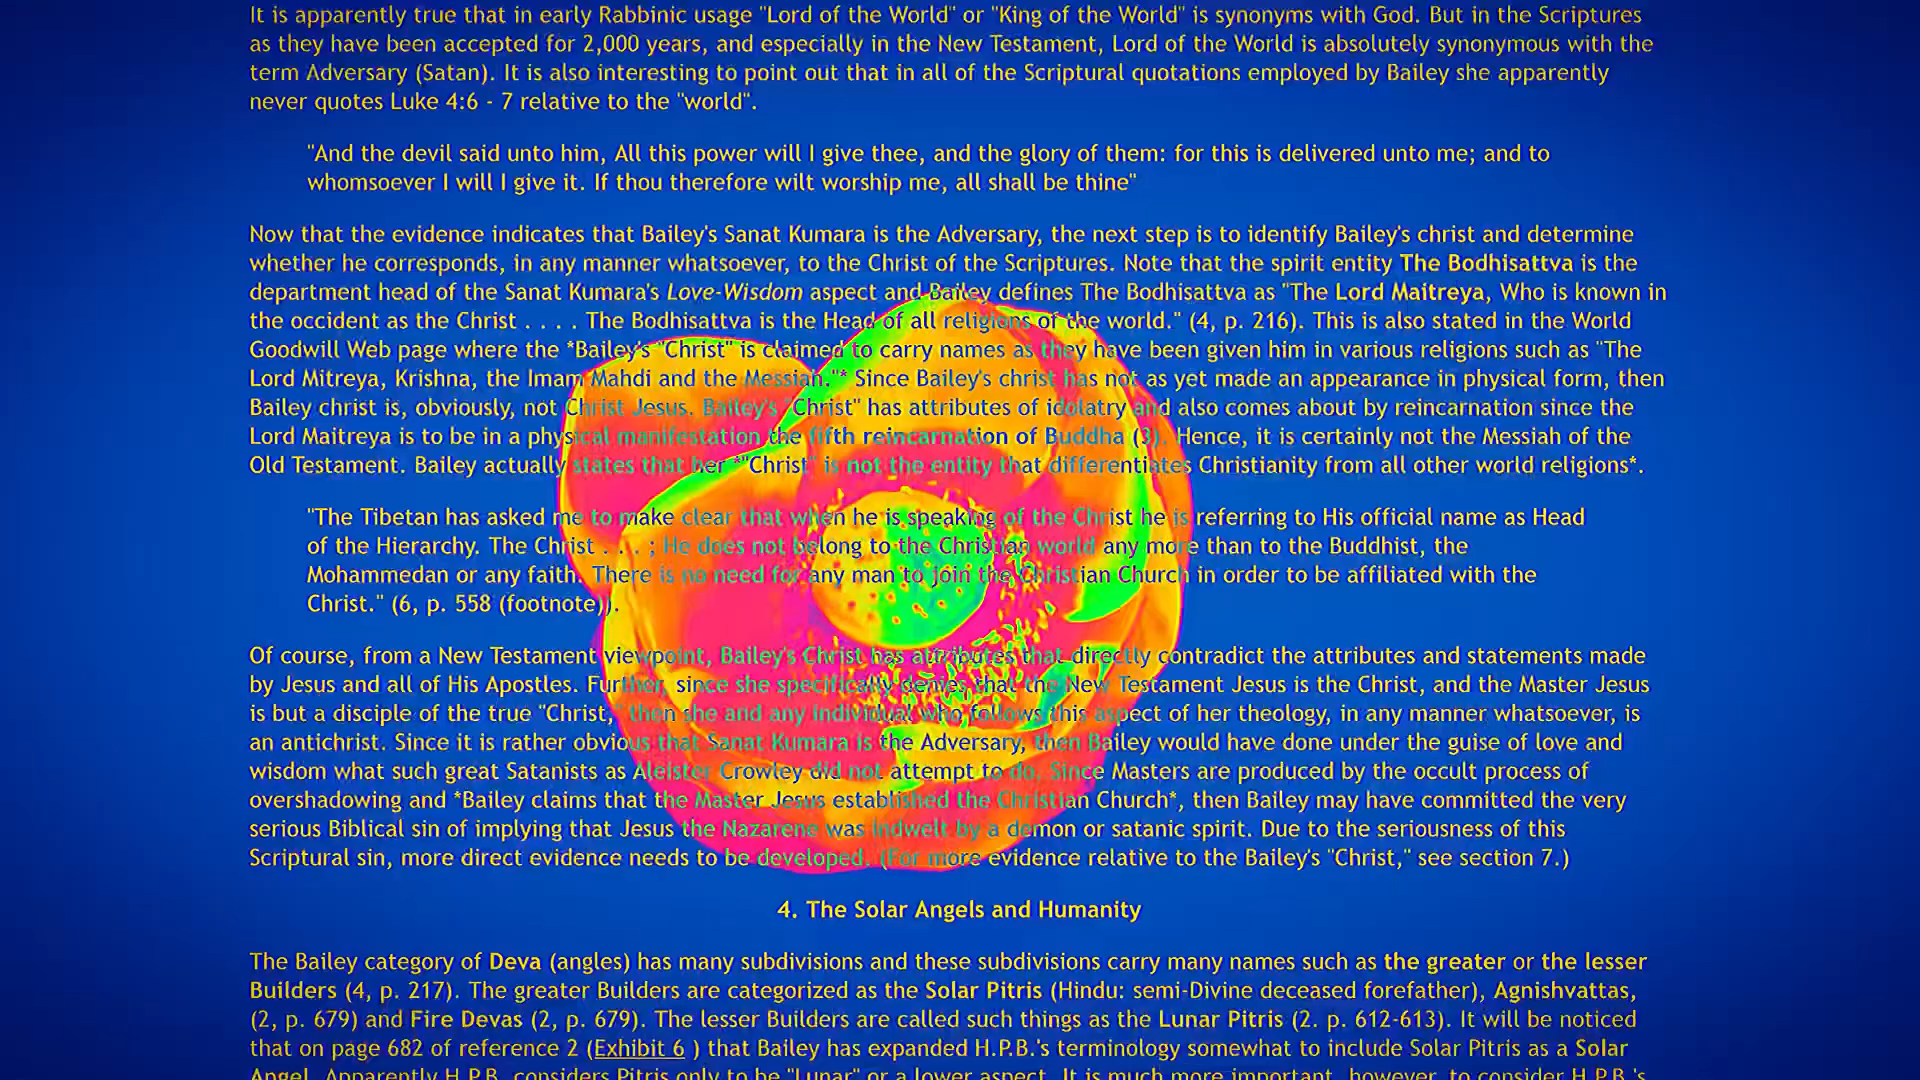 It is apparently true that in early Rabbinic usage "Lord of the World" or "King of the World" is synonyms with God. But in the Scriptures
as they have been accepted for 2,000 years, and especially in the New Testament, Lord of the World is absolutely synonymous with the
term Adversary (Satan). It is also interesting to point out that in all of the Scriptural quotations employed by Bailey she apparently
never quotes Luke 4:6 - 7 relative to the "world".
"And the devil said unto him, All this power will I give thee, and the glory of them: for this is delivered unto me; and to
whomsoever I will I give it. If thou therefore wilt worship me, all shall be thine"
Now that the evidence indicates that Bailey's Sanat Kumara is the Adversary, the next step is to identify Bailey's christ and determine
whether he corresponds, in any manner whatsoever, to the Christ of the Scriptures. Note that the spirit entity The Bodhisattva is the
department head of the Sanat Kumara's Love-Wisdom aspect and Bailey defines The Bodhisattva as "The Lord Maitreya, Who is known in
the occident as the Christ . . . . The Bodhisattva is the Head of all religions of the world." (4, p. 216). This is also stated in the World
Goodwill Web page where the *Bailey's "Christ" is claimed to carry names as they have been given him in various religions such as "The
Lord Mitreya, Krishna, the Imam Mahdi and the Messiah."* Since Bailey's christ has not as yet made an appearance in physical form, then
Bailey christ is, obviously, not Christ Jesus. Bailey's "Christ" has attributes of idolatry and also comes about by reincarnation since the
Lord Maitreya is to be in a physical manifestation the fifth reincarnation of Buddha (3). Hence, it is certainly not the Messiah of the
Old Testament. Bailey actually states that her *"Christ" is not the entity that differentiates Christianity from all other world religions*.
"The Tibetan has asked me to make clear that when he is speaking of the Christ he is referring to His official name as Head
of the Hierarchy. The Christ . . . ; He does not belong to the Christian world any more than to the Buddhist, the
Mohammedan or any faith. There is no need for any man to join the Christian Church in order to be affiliated with the
Christ." (6, p. 558 (footnote)).
Of course, from a New Testament viewpoint, Bailey's Christ has attributes that directly contradict the attributes and statements made
by Jesus and all of His Apostles. Further, since she specifically denies that the New Testament Jesus is the Christ, and the Master Jesus
is but a disciple of the true "Christ," then she and any individual who follows this aspect of her theology, in any manner whatsoever, is
an antichrist. Since it is rather obvious that Sanat Kumara is the Adversary, then Bailey would have done under the guise of love and
wisdom what such great Satanists as Aleister Crowley did not attempt to do. Since Masters are produced by the occult process of
overshadowing and *Bailey claims that the Master Jesus established the Christian Church*, then Bailey may have committed the very
serious Biblical sin of implying that Jesus the Nazarene was indwelt by a demon or satanic spirit. Due to the seriousness of this
Scriptural sin, more direct evidence needs to be developed. (For more evidence relative to the Bailey's "Christ," see section 7.)
4. The Solar Angels and Humanity
The Bailey category of Deva (angles) has many subdivisions and these subdivisions carry many names such as the greater or the lesser
Builders (4, p. 217). The greater Builders are categorized as the Solar Pitris (Hindu: semi-Divine deceased forefather), Agnishvattas,
(2, p. 679) and Fire Devas (2, p. 679). The lesser Builders are called such things as the Lunar Pitris (2. p. 612-613). It will be noticed
that on page 682 of reference 2 (Exhibit 6 ) that Bailey has expanded H.P.B.'s terminology somewhat to include Solar Pitris as a Solar
Angel. Apparently H.P.B. considers Pitris only to be "Lunar" or a lower aspect. It is much more important, however, to consider H.P.B.'s